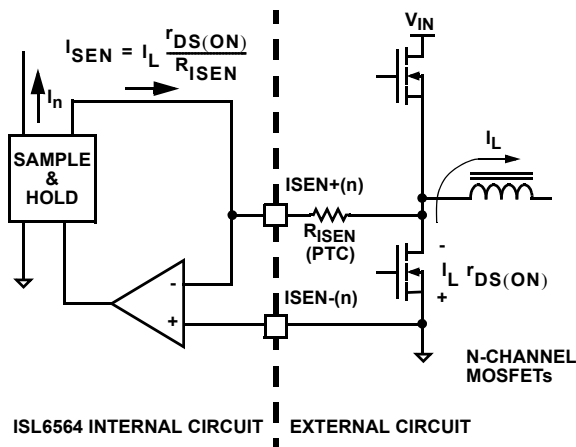 I_SEN = I_L r_DS(ON) / R_ISEN
V_IN
I_n
I_L
SAMPLE
&
HOLD
ISEN+(n)
R_ISEN
(PTC)
-
I_L r_DS(ON)
+
-
+
ISEN-(n)
N-CHANNEL
MOSFETs
ISL6564 INTERNAL CIRCUIT
EXTERNAL CIRCUIT